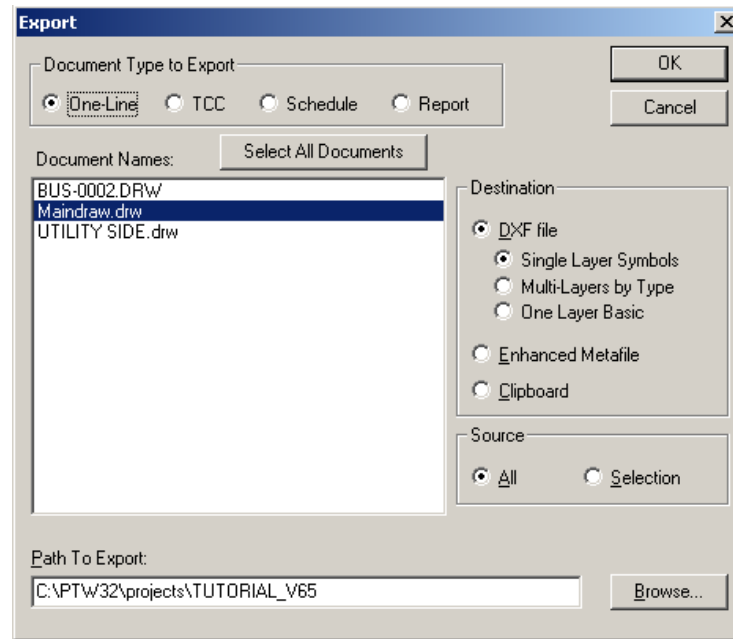 Export
Document Type to Export
One-Line TCC Schedule Report
OK
Cancel
Document Names:
Select All Documents
BUS-0002.DRW
Maindraw.drw
UTILITY SIDE.drw
Destination
DXF file
Single Layer Symbols
Multi-Layers by Type
One Layer Basic
Enhanced Metafile
Clipboard
Source
All Selection
Path To Export:
C:\PTW32\projects\TUTORIAL_V65
Browse...